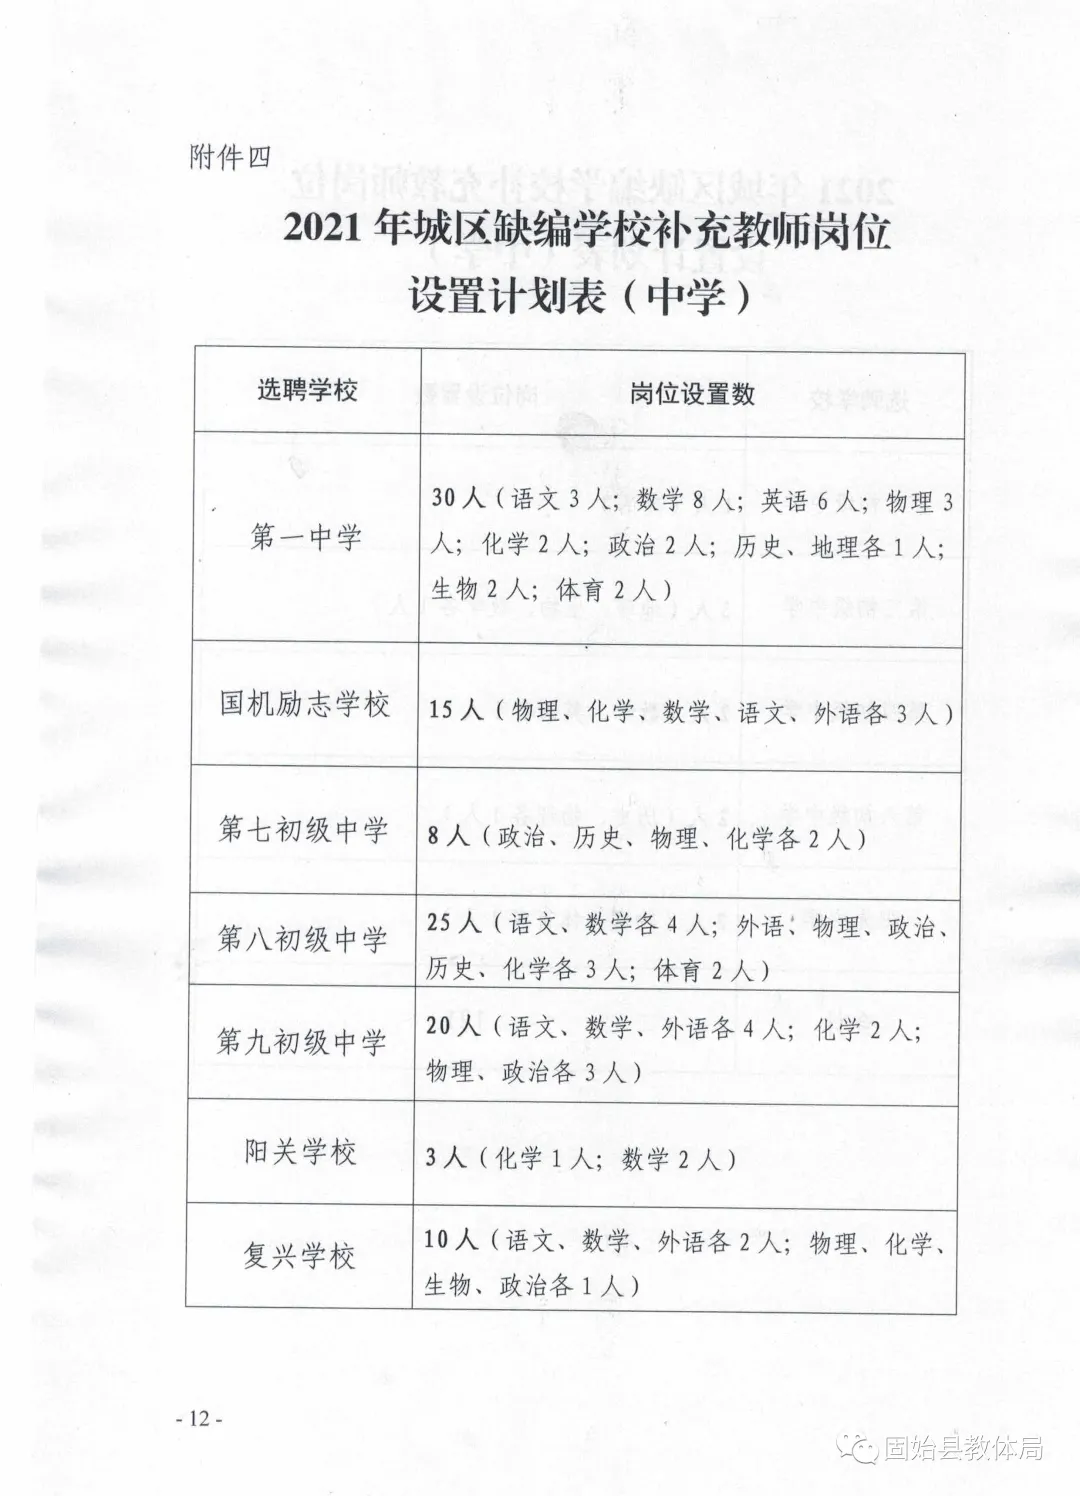 附件四
2021年城区缺编学校补充教师岗位
设置计划表（中学）
选聘学校
岗位设置数
第一中学
30人（语文3人；数学8人；英语6人；物理3
人；化学2人；政治2人；历史、地理各1人；
生物2人；体育2人）
国机励志学校
15人（物理、化学、数学、语文、外语各3人）
第七初级中学
8人（政治、历史、物理、化学各2人）
第八初级中学
25人（语文、数学各4人；外语、物理、政治、
历史、化学各3人；体育2人）
第九初级中学
20人（语文、数学、外语各4人；化学2人；
物理、政治各3人）
阳关学校
3人（化学1人；数学2人）
复兴学校
10人（语文、数学、外语各2人；物理、化学、
生物、政治各1人）
- 12 -
固始县教体局